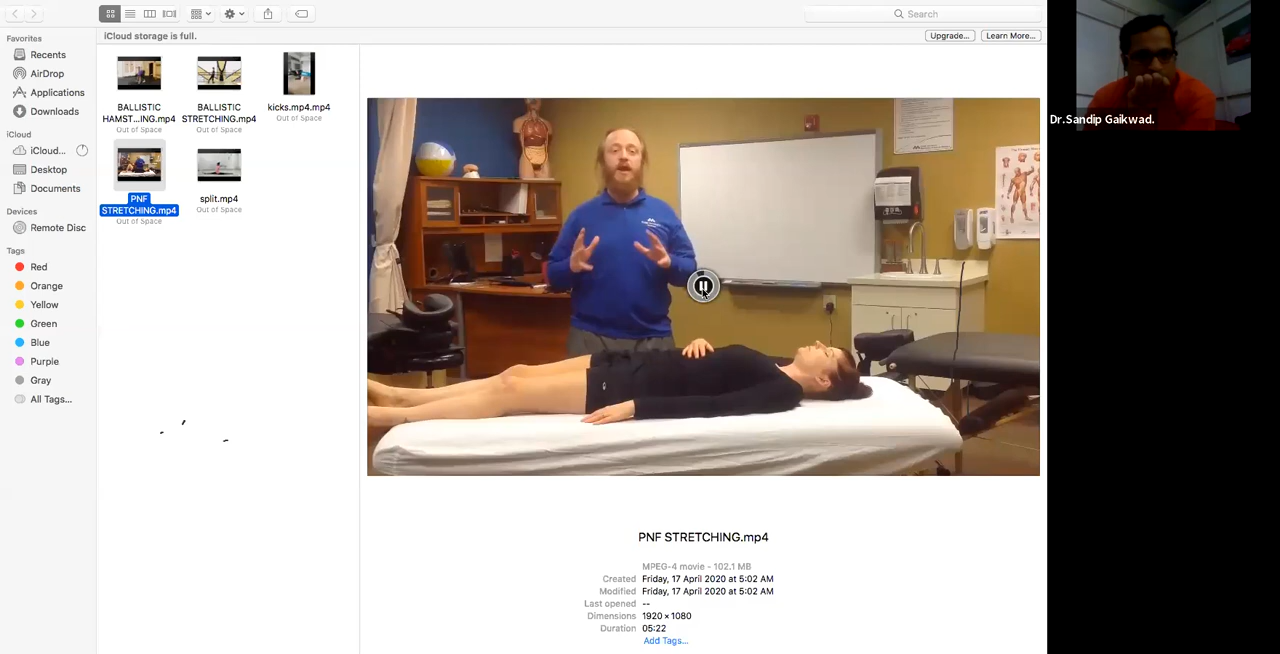 Search
Favorites
iCloud storage is full.
Upgrade...
Learn More...
Recents
AirDrop
Applications
Downloads
iCloud
iCloud...
Desktop
Documents
Devices
Remote Disc
Tags
Red
Orange
Yellow
Green
Blue
Purple
Gray
All Tags...
BALLISTIC
HAMST...ING.mp4
Out of Space
BALLISTIC
STRETCHING.mp4
Out of Space
kicks.mp4.mp4
Out of Space
PNF
STRETCHING.mp4
Out of Space
split.mp4
Out of Space
PNF STRETCHING.mp4
MPEG-4 movie - 102.1 MB
Created Friday, 17 April 2020 at 5:02 AM
Modified Friday, 17 April 2020 at 5:02 AM
Last opened --
Dimensions 1920 × 1080
Duration 05:22
Add Tags...
Dr.Sandip Gaikwad.